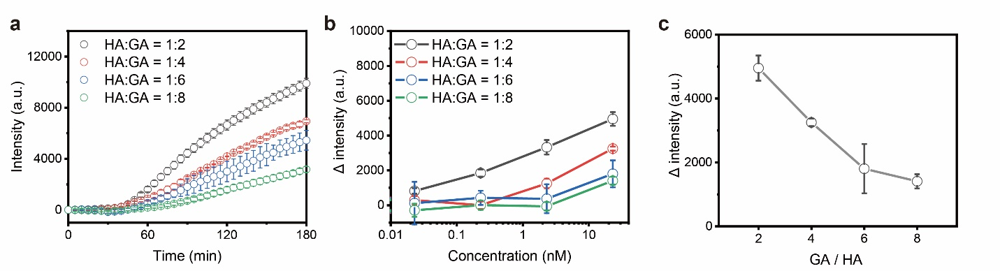 a
HA:GA = 1:2
HA:GA = 1:4
HA:GA = 1:6
HA:GA = 1:8
12000
8000
4000
0
0
60
120
180
Intensity (a.u.)
Time (min)
b
HA:GA = 1:2
HA:GA = 1:4
HA:GA = 1:6
HA:GA = 1:8
10000
8000
6000
4000
2000
0
0.01
0.1
1
10
Δ intensity (a.u.)
Concentration (nM)
c
6000
4000
2000
0
2
4
6
8
Δ intensity (a.u.)
GA / HA